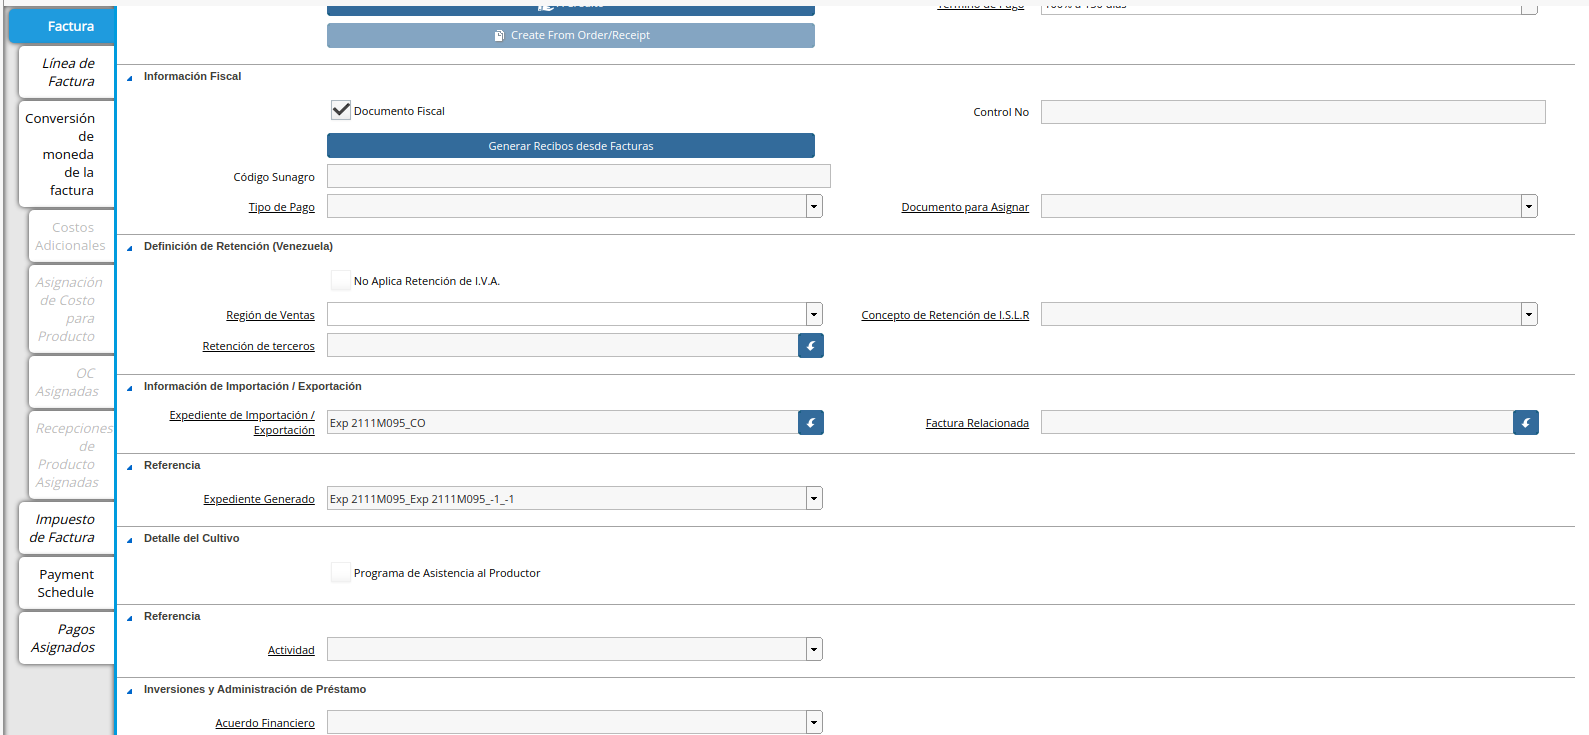 Factura
Línea de
Factura
Conversión
de
moneda
de la
factura
Costos
Adicionales
Asignación
de Costo
para
Producto
OC
Asignadas
Recepciones
de
Producto
Asignadas
Impuesto
de Factura
Payment
Schedule
Pagos
Asignados
Create From Order/Receipt
Información Fiscal
Documento Fiscal
Control No
Generar Recibos desde Facturas
Código Sunagro
Tipo de Pago
Documento para Asignar
Definición de Retención (Venezuela)
No Aplica Retención de I.V.A.
Región de Ventas
Concepto de Retención de I.S.L.R
Retención de terceros
Información de Importación / Exportación
Expediente de Importación /
Exportación
Exp 2111M095_CO
Factura Relacionada
Referencia
Expediente Generado
Exp 2111M095_Exp 2111M095_-1_-1
Detalle del Cultivo
Programa de Asistencia al Productor
Referencia
Actividad
Inversiones y Administración de Préstamo
Acuerdo Financiero